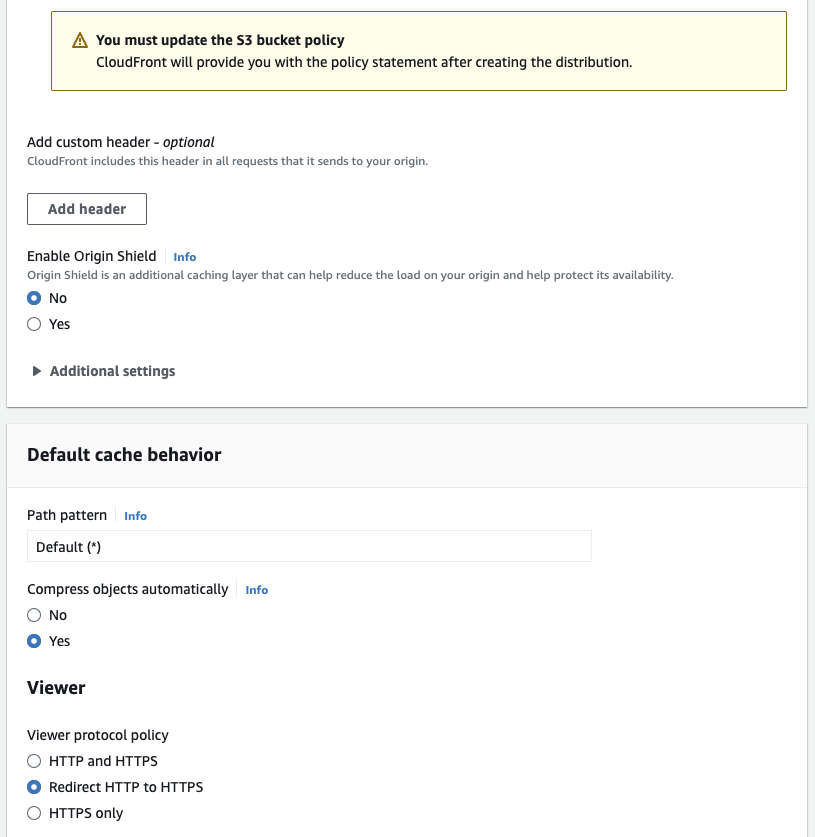 You must update the S3 bucket policy
CloudFront will provide you with the policy statement after creating the distribution.
Add custom header - optional
CloudFront includes this header in all requests that it sends to your origin.
Add header
Enable Origin Shield Info
Origin Shield is an additional caching layer that can help reduce the load on your origin and help protect its availability.
No
Yes
Additional settings
Default cache behavior
Path pattern Info
Default (*)
Compress objects automatically Info
No
Yes
Viewer
Viewer protocol policy
HTTP and HTTPS
Redirect HTTP to HTTPS
HTTPS only